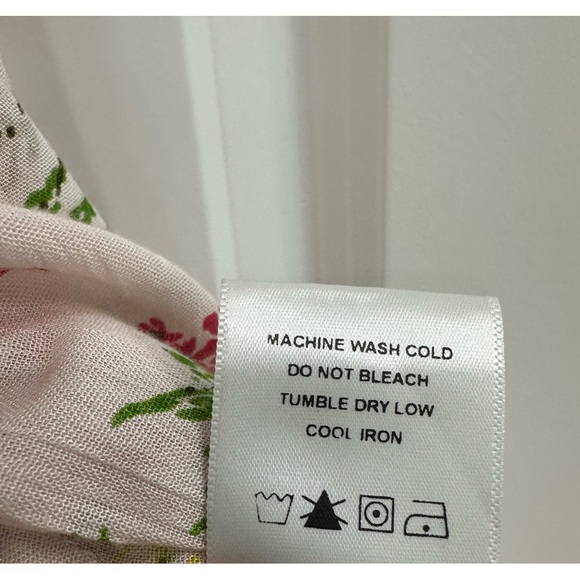 MACHINE WASH COLD
DO NOT BLEACH
TUMBLE DRY LOW
COOL IRON